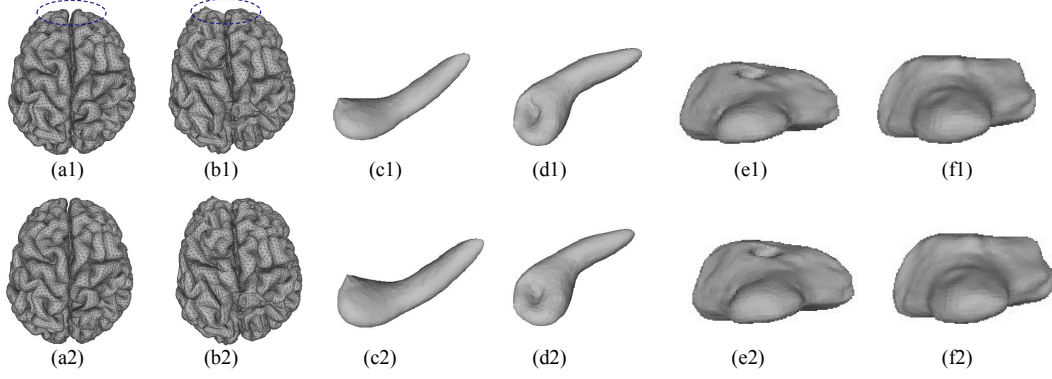 (a1) (b1) (c1) (d1) (e1) (f1)
(a2) (b2) (c2) (d2) (e2) (f2)